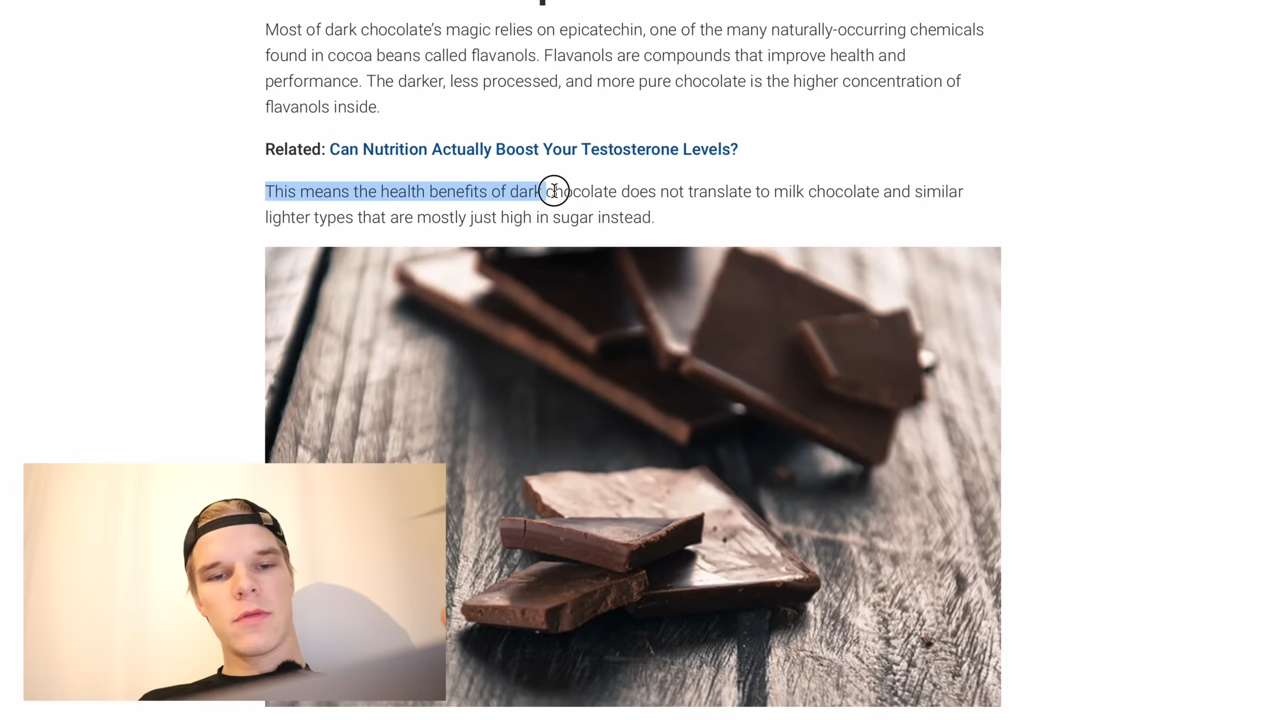 Most of dark chocolate’s magic relies on epicatechin, one of the many naturally-occurring chemicals
found in cocoa beans called flavanols. Flavanols are compounds that improve health and
performance. The darker, less processed, and more pure chocolate is the higher concentration of
flavanols inside.
Related: Can Nutrition Actually Boost Your Testosterone Levels?
This means the health benefits of dark chocolate does not translate to milk chocolate and similar
lighter types that are mostly just high in sugar instead.